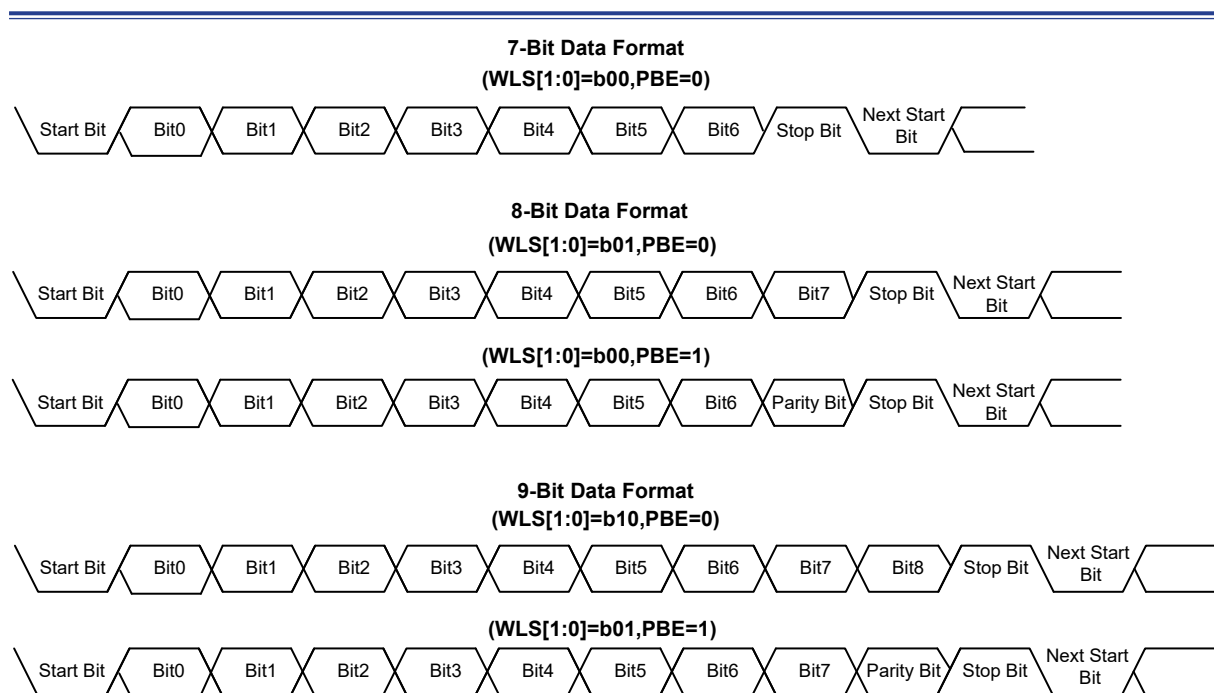 7-Bit Data Format
(WLS[1:0]=b00,PBE=0)
Start Bit Bit0 Bit1 Bit2 Bit3 Bit4 Bit5 Bit6 Stop Bit Next Start Bit
8-Bit Data Format
(WLS[1:0]=b01,PBE=0)
Start Bit Bit0 Bit1 Bit2 Bit3 Bit4 Bit5 Bit6 Bit7 Stop Bit Next Start Bit
(WLS[1:0]=b00,PBE=1)
Start Bit Bit0 Bit1 Bit2 Bit3 Bit4 Bit5 Bit6 Parity Bit Stop Bit Next Start Bit
9-Bit Data Format
(WLS[1:0]=b10,PBE=0)
Start Bit Bit0 Bit1 Bit2 Bit3 Bit4 Bit5 Bit6 Bit7 Bit8 Stop Bit Next Start Bit
(WLS[1:0]=b01,PBE=1)
Start Bit Bit0 Bit1 Bit2 Bit3 Bit4 Bit5 Bit6 Bit7 Parity Bit Stop Bit Next Start Bit